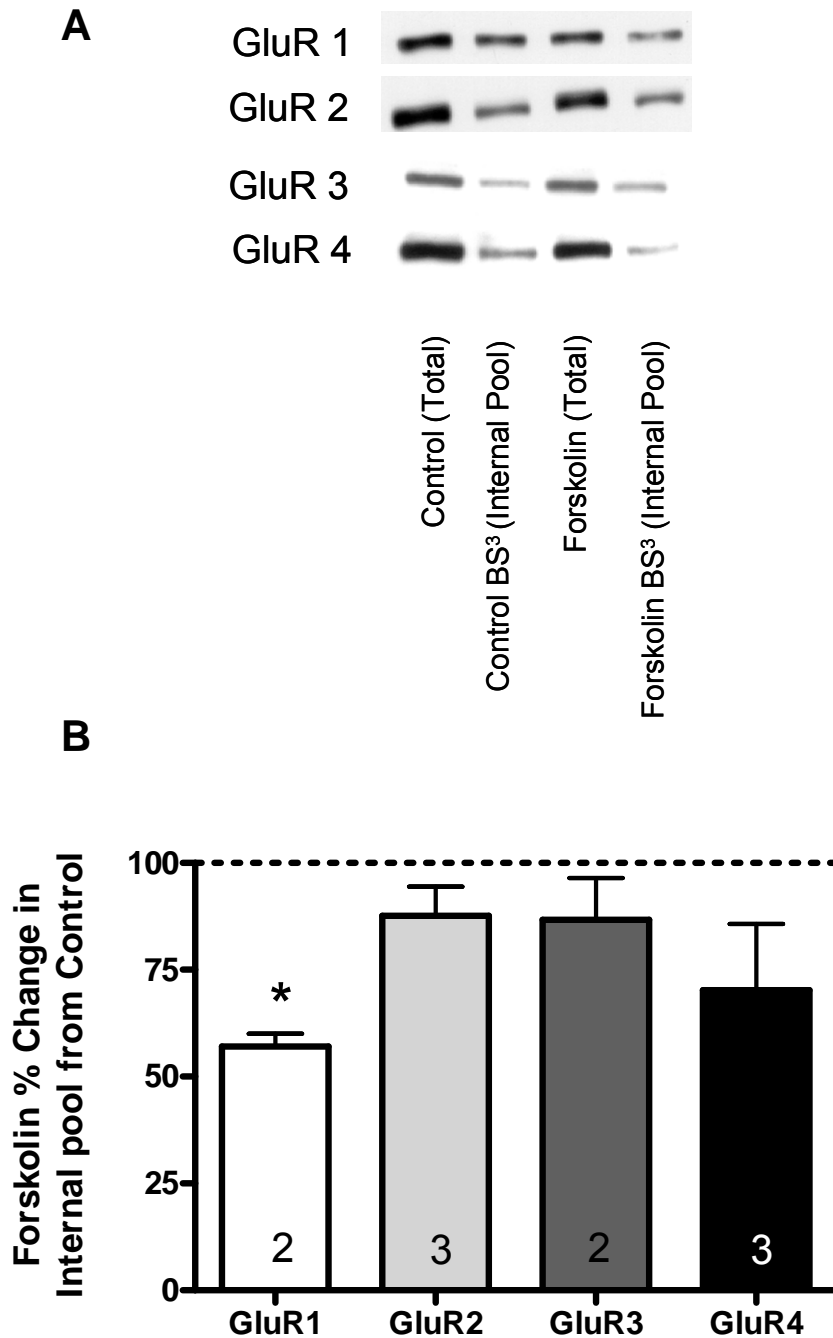 A
GluR 1
GluR 2
GluR 3
GluR 4
Control (Total)
Control BS³ (Internal Pool)
Forskolin (Total)
Forskolin BS³ (Internal Pool)
B
Forskolin % Change in
Internal pool from Control
100
75
50
25
0
*
2
3
2
3
GluR1
GluR2
GluR3
GluR4